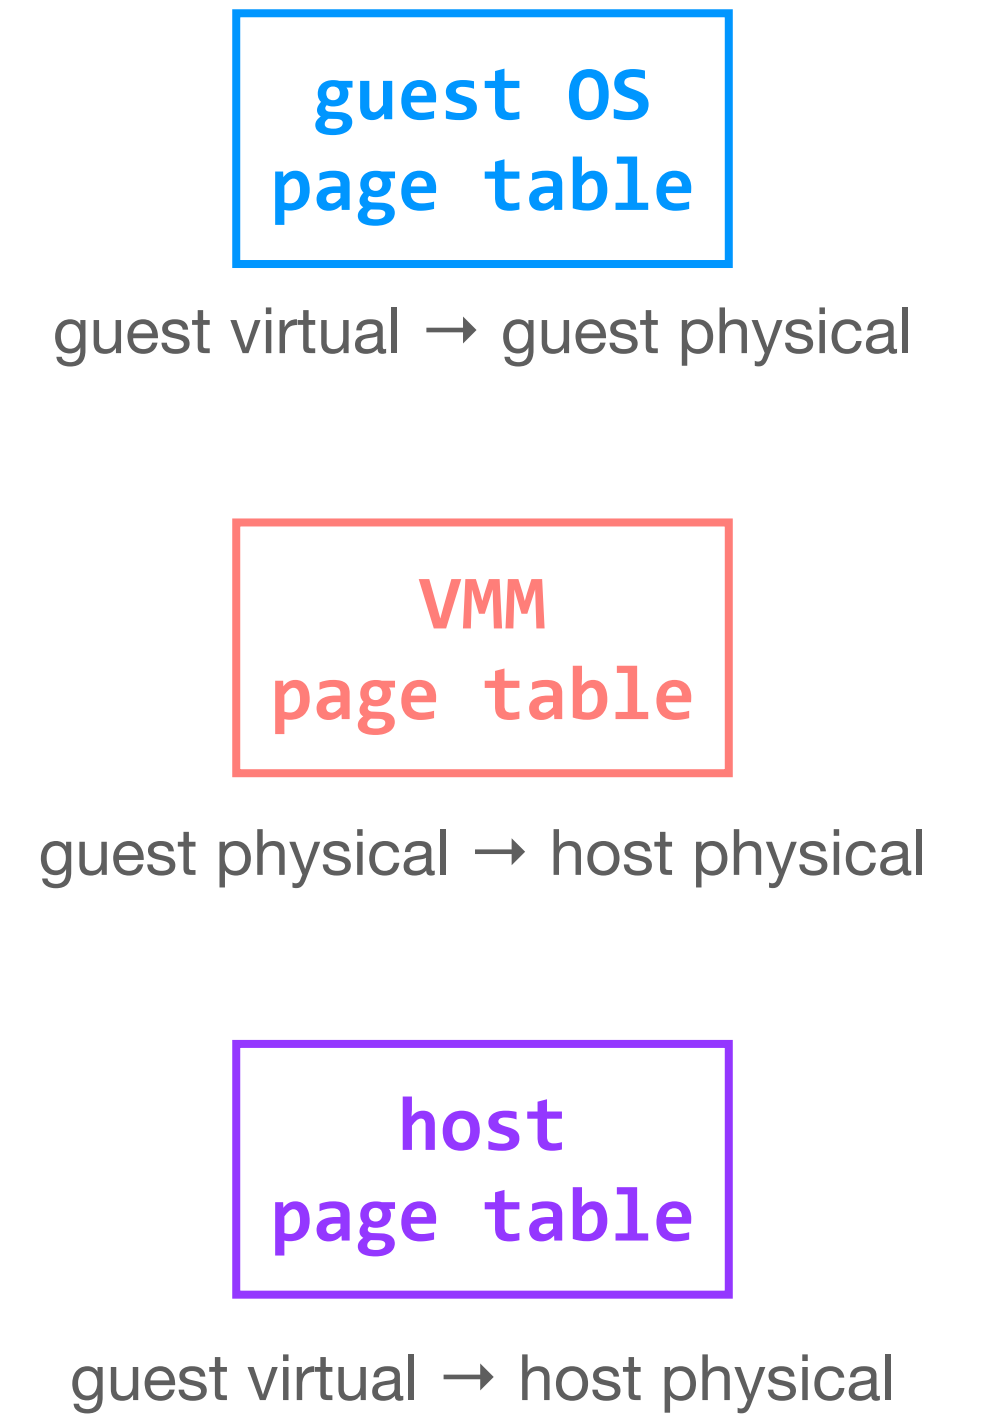 guest OS
page table
guest virtual → guest physical
VMM
page table
guest physical → host physical
host
page table
guest virtual → host physical